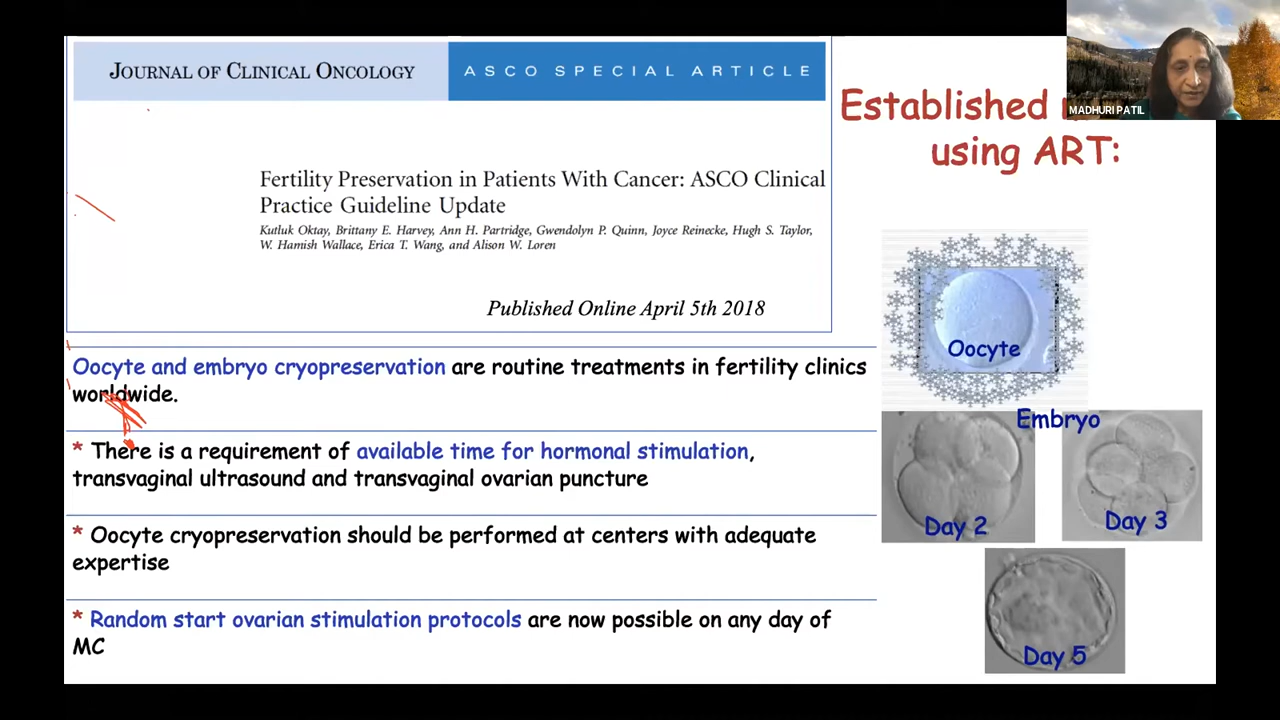 JOURNAL OF CLINICAL ONCOLOGY
ASCO SPECIAL ARTICLE
MADHURI PATIL
Established
using ART:
Fertility Preservation in Patients With Cancer: ASCO Clinical
Practice Guideline Update
Kutluk Oktay, Brittany E. Harvey, Ann H. Partridge, Gwendolyn P. Quinn, Joyce Reinecke, Hugh S. Taylor,
W. Hamish Wallace, Erica T. Wang, and Alison W. Loren
Published Online April 5th 2018
Oocyte and embryo cryopreservation are routine treatments in fertility clinics
worldwide.
* There is a requirement of available time for hormonal stimulation,
transvaginal ultrasound and transvaginal ovarian puncture
* Oocyte cryopreservation should be performed at centers with adequate
expertise
* Random start ovarian stimulation protocols are now possible on any day of
MC
Oocyte
Embryo
Day 2
Day 3
Day 5